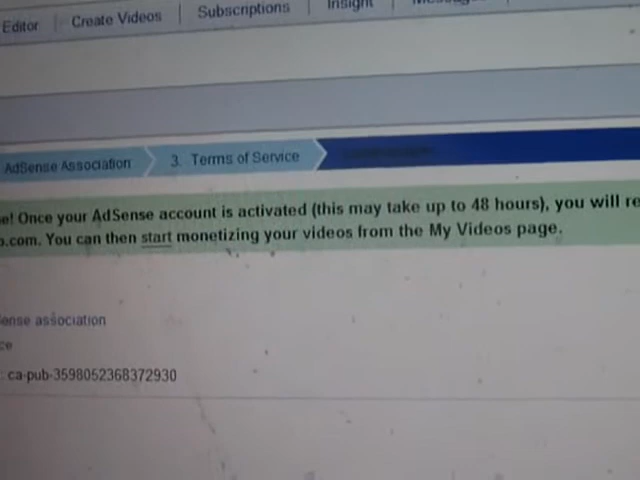 Editor Create Videos Subscriptions Insight
AdSense Association 3. Terms of Service
e! Once your AdSense account is activated (this may take up to 48 hours), you will re
o.com. You can then start monetizing your videos from the My Videos page.
ense association
ce
: ca-pub-3598052368372930